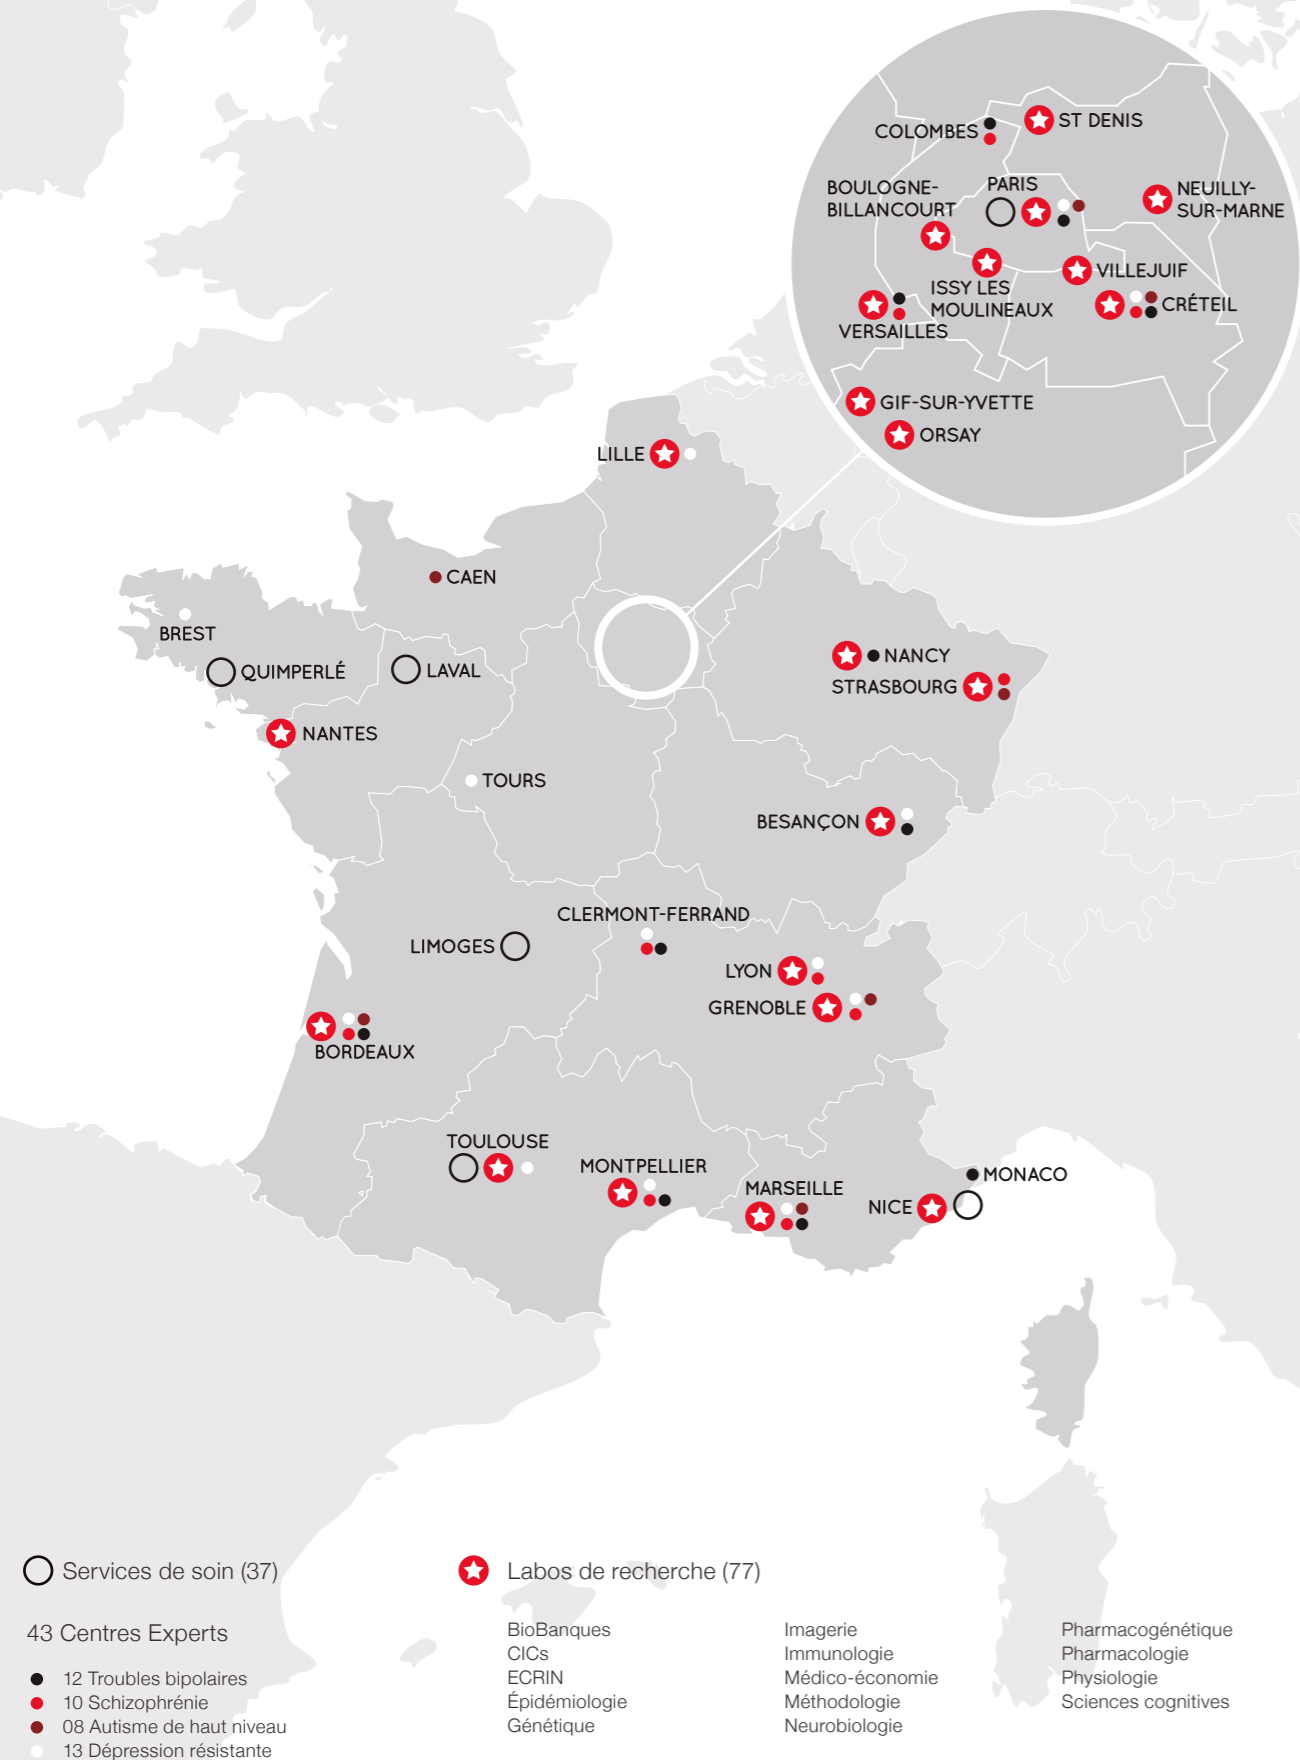 COLOMBES
ST DENIS
BOULOGNE-
BILLANCOURT
PARIS
NEUILLY-
SUR-MARNE
VILLEJUIF
ISSY LES
MOULINEAUX
CRÉTEIL
VERSAILLES
GIF-SUR-YVETTE
ORSAY
LILLE
CAEN
BREST
QUIMPERLÉ
LAVAL
NANCY
STRASBOURG
NANTES
TOURS
BESANÇON
CLERMONT-FERRAND
LIMOGES
LYON
GRENOBLE
BORDEAUX
TOULOUSE
MONTPELLIER
MARSEILLE
MONACO
NICE
Services de soin (37)
43 Centres Experts
12 Troubles bipolaires
10 Schizophrénie
08 Autisme de haut niveau
13 Dépression résistante
Labos de recherche (77)
BioBanques
CICs
ECRIN
Épidémiologie
Génétique
Imagerie
Immunologie
Médico-économie
Méthodologie
Neurobiologie
Pharmacogénétique
Pharmacologie
Physiologie
Sciences cognitives